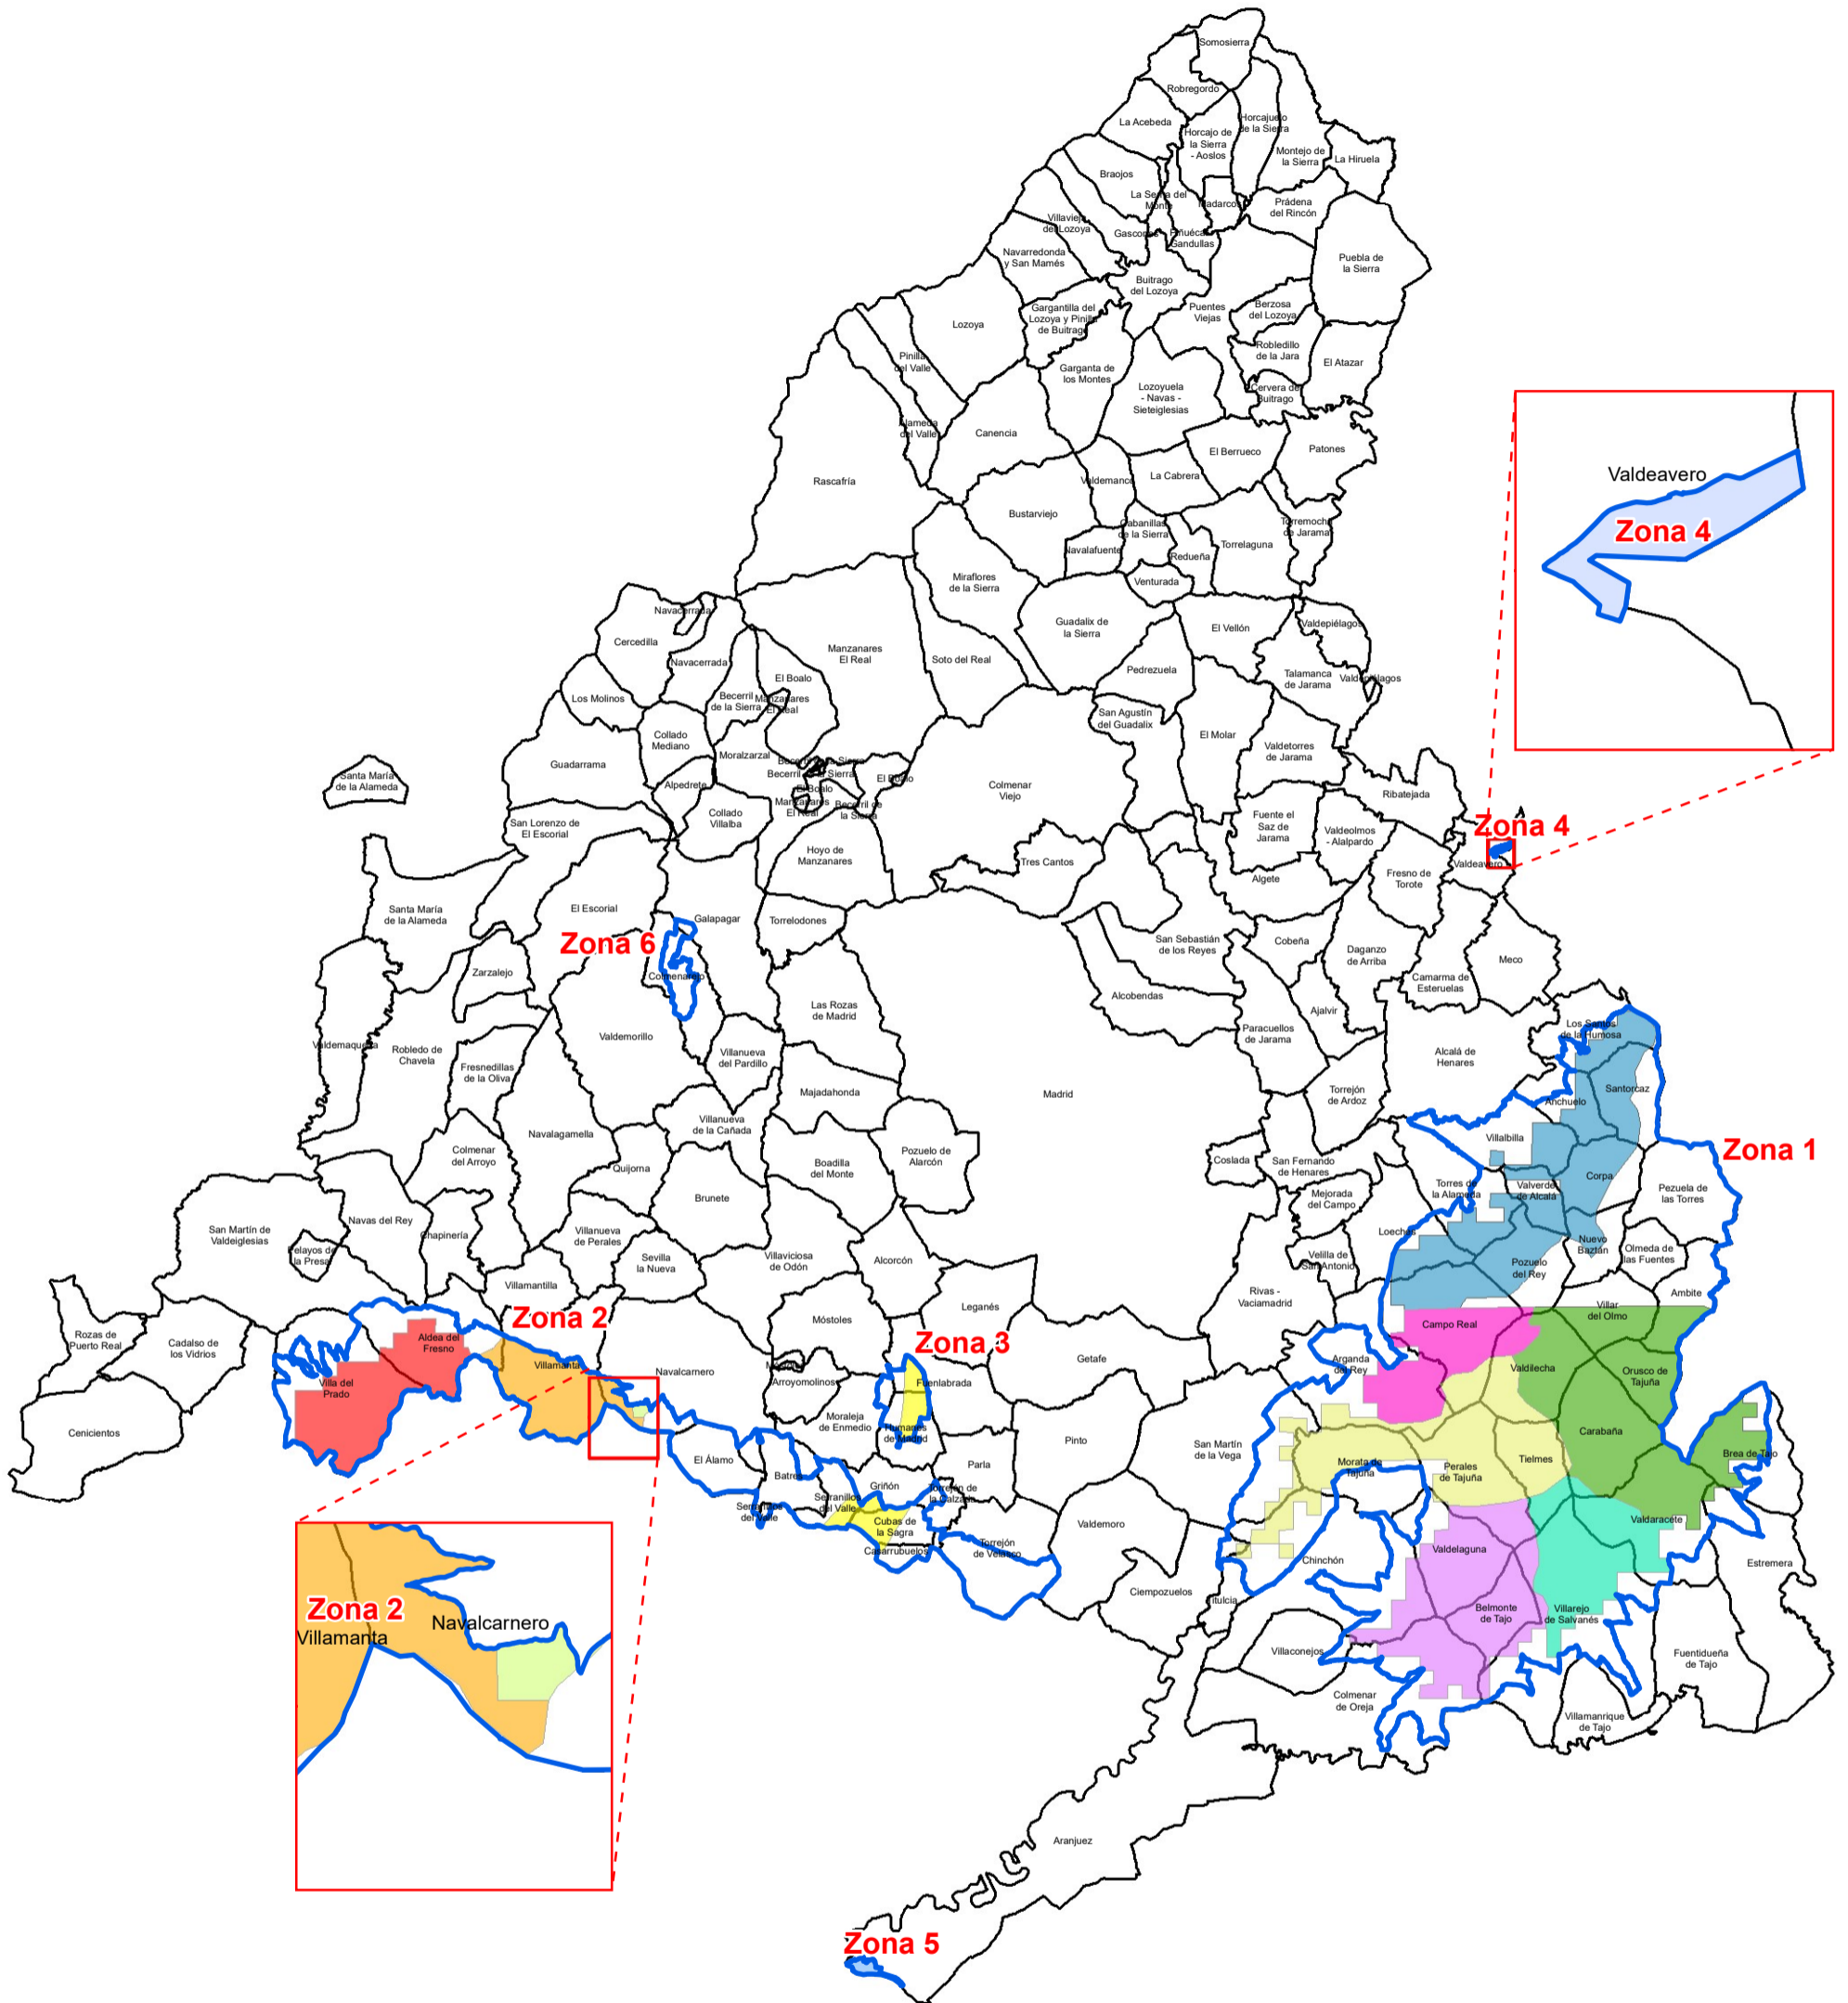 Somosierra
Robregordo
La Acebeda
Horcajo de
la Sierra
- Aoslos
Horcajuelo
de la Sierra
Montejo de
la Sierra
La Hiruela
Braojos
La Serna del
Monte
Madarcos
Prádena
del Rincón
Villavieja
del Lozoya
Gascones
Piñuécar-
Gandullas
Navarredonda
y San Mamés
Puebla de
la Sierra
Buitrago
del Lozoya
Gargantilla del
Lozoya y Pinilla
de Buitrago
Puentes
Viejas
Berzosa
del Lozoya
Lozoya
Robledillo
de la Jara
Pinilla
del Valle
Garganta de
los Montes
El Atazar
Lozoyuela
- Navas -
Sieteiglesias
Cervera de
Buitrago
Alameda
del Valle
Canencia
El Berrueco
Patones
Rascafría
Valdemanco
La Cabrera
Bustarviejo
Cabanillas
de la Sierra
Torremocha
de Jarama
Navalafuente
Redueña
Torrelaguna
Valdeavero
Zona 4
Miraflores
de la Sierra
Venturada
Navacerrada
Cercedilla
Guadalix de
la Sierra
El Vellón
Valdepiélagos
Manzanares
El Real
Soto del Real
Navacerrada
Pedrezuela
Talamanca
de Jarama
Valdepiélagos
El Boalo
Los Molinos
Becerril
de la Sierra
Manzanares
El Real
San Agustín
del Guadalix
Collado
Mediano
El Molar
Valdetorres
de Jarama
Guadarrama
Moralzarzal
Becerril de la Sierra
Becerril de la Sierra
El Boalo
Santa María
de la Alameda
Alpedrete
El Boalo
Colmenar
Viejo
Ribatejada
Manzanares
El Real
Becerril de
la Sierra
Collado
Villalba
San Lorenzo de
El Escorial
Fuente el
Saz de
Jarama
Valdeolmos
- Alalpardo
Zona 4
Hoyo de
Manzanares
Tres Cantos
Valdeavero
Algete
Fresno de
Torote
Santa María
de la Alameda
El Escorial
Galapagar
Torrelodones
Zona 6
San Sebastián
de los Reyes
Cobeña
Daganzo
de Arriba
Meco
Zarzalejo
Colmenarejo
Camarma de
Esteruelas
Alcobendas
Las Rozas
de Madrid
Ajalvir
Paracuellos
de Jarama
Los Santos
de la Humosa
Valdemaqueda
Robledo de
Chavela
Valdemorillo
Villanueva
del Pardillo
Alcalá de
Henares
Fresnedillas
de la Oliva
Majadahonda
Madrid
Torrejón
de Ardoz
Santorcaz
Anchuelo
Villanueva
de la Cañada
Navalagamella
Villalbilla
Zona 1
Colmenar
del Arroyo
Pozuelo de
Alarcón
Quijorna
Boadilla
del Monte
Coslada
San Fernando
de Henares
Corpa
Torres de
la Alameda
Valverde
de Alcalá
Pezuela de
las Torres
Brunete
Mejorada
del Campo
Navas del Rey
San Martín de
Valdeiglesias
Chapinería
Villanueva
de Perales
Loeches
Nuevo
Baztán
Pelayos de
la Presa
Sevilla
la Nueva
Villaviciosa
de Odón
Alcorcón
Velilla de
San Antonio
Olmeda de
las Fuentes
Pozuelo
del Rey
Villamantilla
Rivas -
Vaciamadrid
Ambite
Leganés
Villar
del Olmo
Zona 2
Móstoles
Campo Real
Rozas de
Puerto Real
Cadalso de
los Vidrios
Aldea del
Fresno
Zona 3
Getafe
Arganda
del Rey
Villamanta
Navalcarnero
Valdilecha
Orusco de
Tajuña
Villa del
Prado
Arroyomolinos
Fuenlabrada
Moraleja
de Enmedio
Humanes
de Madrid
Cenicientos
Pinto
San Martín
de la Vega
Carabaña
Brea de Tajo
El Álamo
Parla
Morata de
Tajuña
Perales
de Tajuña
Tielmes
Batres
Griñón
Torrejón de
la Calzada
Serranillos
del Valle
Serranillos
del Valle
Cubas de
la Sagra
Valdemoro
Valdaracete
Casarrubuelos
Torrejón
de Velasco
Valdelaguna
Chinchón
Estremera
Ciempozuelos
Titulcia
Belmonte
de Tajo
Villarejo
de Salvanés
Zona 2
Navalcarnero
Villamanta
Villaconejos
Fuentidueña
de Tajo
Colmenar
de Oreja
Villamanrique
de Tajo
Aranjuez
Zona 5